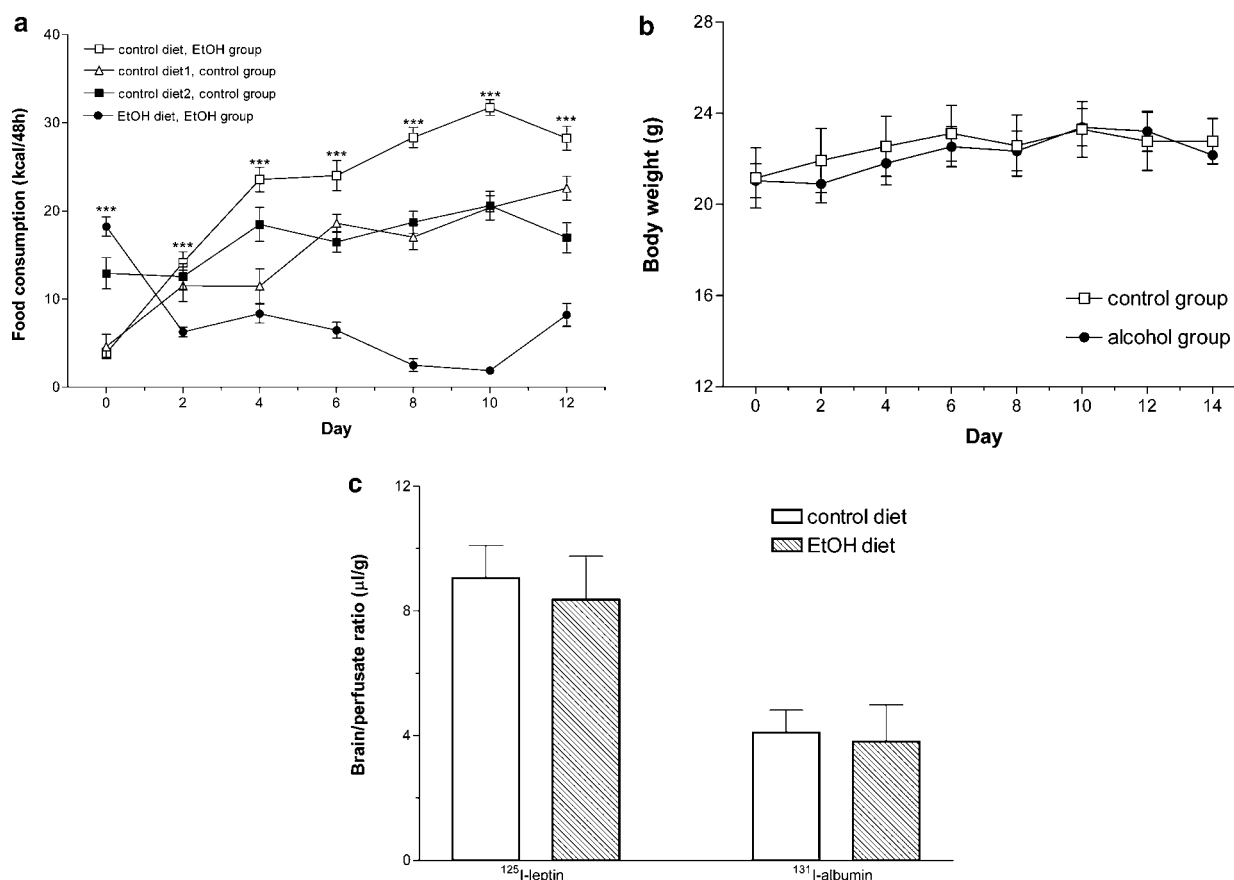 a
40
30
20
10
0
Food consumption (kcal/48h)
control diet, EtOH group
control diet1, control group
control diet2, control group
EtOH diet, EtOH group
*** *** *** *** *** *** ***
0 2 4 6 8 10 12
Day
b
28
24
20
16
12
Body weight (g)
control group
alcohol group
0 2 4 6 8 10 12 14
Day
c
12
8
4
0
Brain/perfusate ratio (µl/g)
control diet
EtOH diet
¹²⁵I-leptin ¹³¹I-albumin